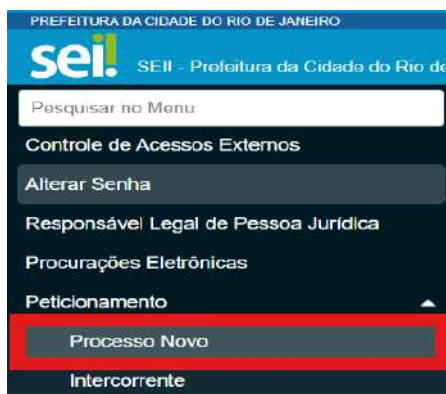 PREFEITURA DA CIDADE DO RIO DE JANEIRO
sei! SEI! - Prefeitura da Cidade do Rio de
Pesquisar no Menu
Controle de Acessos Externos
Alterar Senha
Responsável Legal de Pessoa Jurídica
Procurações Eletrônicas
Peticionamento
Processo Novo
Intercorrente